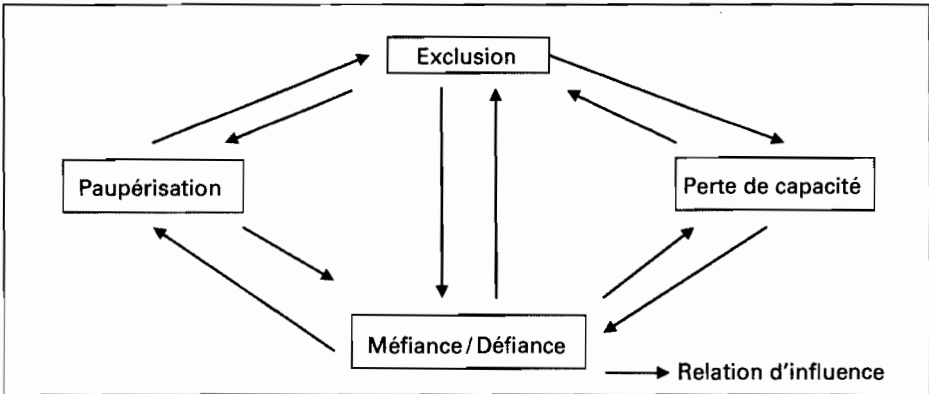 Exclusion
Paupérisation
Perte de capacité
Méfiance/Défiance
Relation d'influence